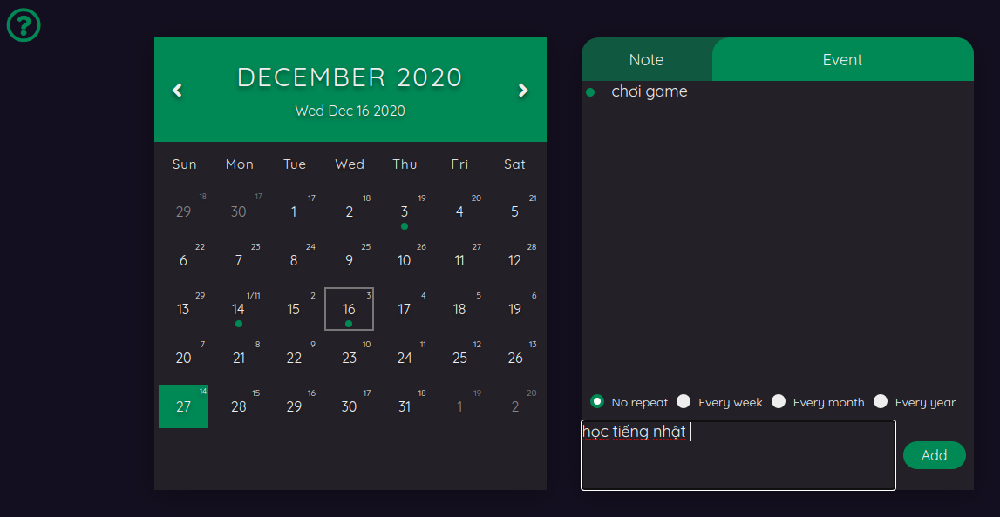 ?
DECEMBER 2020
Wed Dec 16 2020
Sun Mon Tue Wed Thu Fri Sat
29 18 30 17 1 17 2 18 3 19 4 20 5 21
6 22 7 23 8 24 9 25 10 26 11 27 12 28
13 29 14 1/11 15 2 16 3 17 4 18 5 19 6
20 7 21 8 22 9 23 10 24 11 25 12 26 13
27 14 28 15 29 16 30 17 31 18 1 19 2 20
Note Event
chơi game
No repeat Every week Every month Every year
học tiếng nhật
Add